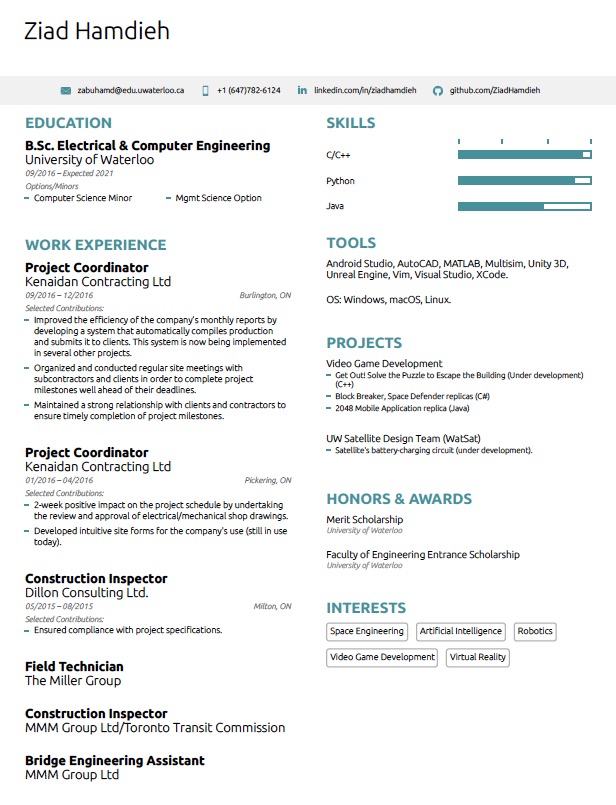 Ziad Hamdieh
zabuhamd@edu.uwaterloo.ca
+1 (647)782-6124
linkedin.com/in/ziadhamdieh
github.com/ZiadHamdieh
EDUCATION
B.Sc. Electrical & Computer Engineering
University of Waterloo
09/2016 – Expected 2021
Options/Minors
Computer Science Minor
Mgmt Science Option
WORK EXPERIENCE
Project Coordinator
Kenaidan Contracting Ltd
09/2016 – 12/2016
Burlington, ON
Selected Contributions:
Improved the efficiency of the company's monthly reports by
developing a system that automatically compiles production
and submits it to clients. This system is now being implemented
in several other projects.
Organized and conducted regular site meetings with
subcontractors and clients in order to complete project
milestones well ahead of their deadlines.
Maintained a strong relationship with clients and contractors to
ensure timely completion of project milestones.
Project Coordinator
Kenaidan Contracting Ltd
01/2016 – 04/2016
Pickering, ON
Selected Contributions:
2-week positive impact on the project schedule by undertaking
the review and approval of electrical/mechanical shop drawings.
Developed intuitive site forms for the company's use (still in use
today).
Construction Inspector
Dillon Consulting Ltd.
05/2015 – 08/2015
Milton, ON
Selected Contributions:
Ensured compliance with project specifications.
Field Technician
The Miller Group
Construction Inspector
MMM Group Ltd/Toronto Transit Commission
Bridge Engineering Assistant
MMM Group Ltd
SKILLS
C/C++
Python
Java
TOOLS
Android Studio, AutoCAD, MATLAB, Multisim, Unity 3D,
Unreal Engine, Vim, Visual Studio, XCode.
OS: Windows, macOS, Linux.
PROJECTS
Video Game Development
Get Out! Solve the Puzzle to Escape the Building (Under development)
(C++)
Block Breaker, Space Defender replicas (C#)
2048 Mobile Application replica (Java)
UW Satellite Design Team (WatSat)
Satellite's battery-charging circuit (under development).
HONORS & AWARDS
Merit Scholarship
University of Waterloo
Faculty of Engineering Entrance Scholarship
University of Waterloo
INTERESTS
Space Engineering
Artificial Intelligence
Robotics
Video Game Development
Virtual Reality